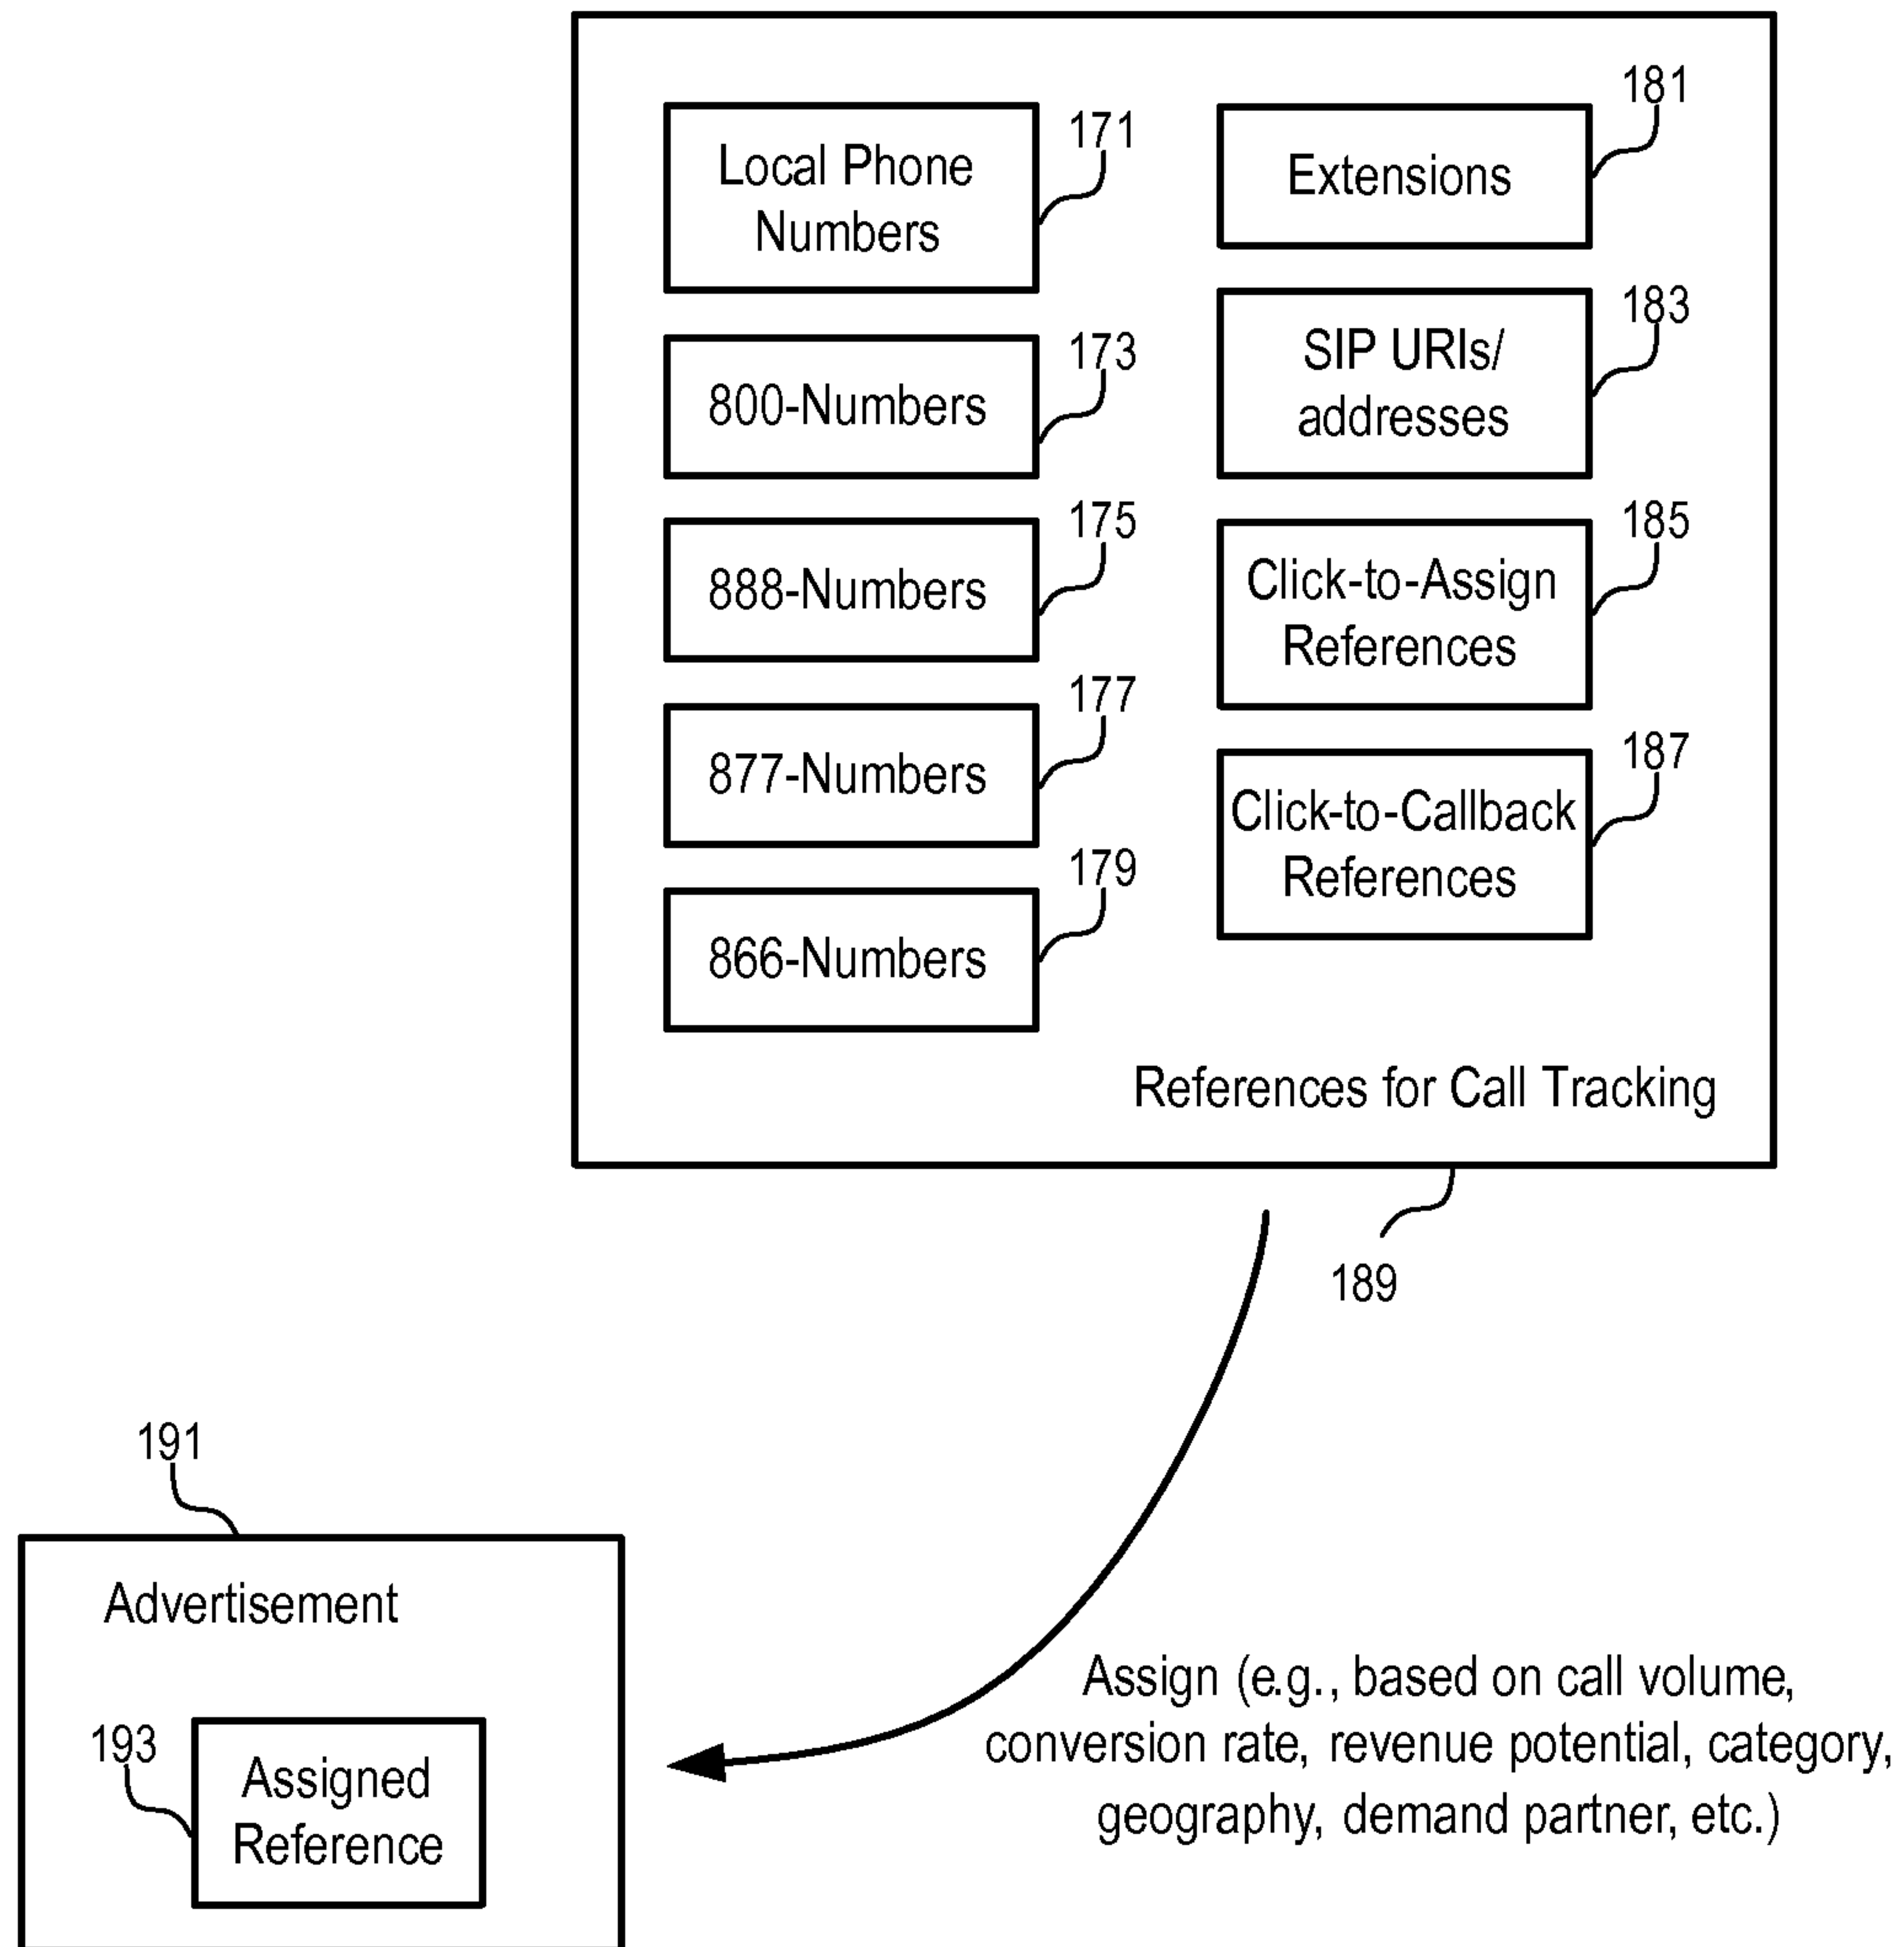 Local Phone
Numbers
171
800-Numbers
173
888-Numbers
175
877-Numbers
177
866-Numbers
179
Extensions
181
SIP URIs/
addresses
183
Click-to-Assign
References
185
Click-to-Callback
References
187
References for Call Tracking
189
191
Advertisement
193
Assigned
Reference
Assign (e.g., based on call volume,
conversion rate, revenue potential, category,
geography, demand partner, etc.)